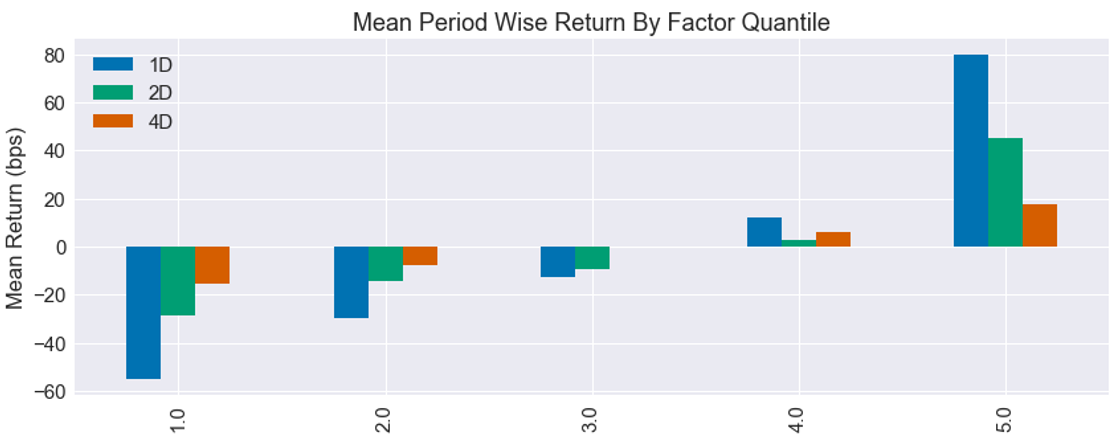 Mean Period Wise Return By Factor Quantile
Mean Return (bps)
80
60
40
20
0
−20
−40
−60
1D
2D
4D
1.0
2.0
3.0
4.0
5.0